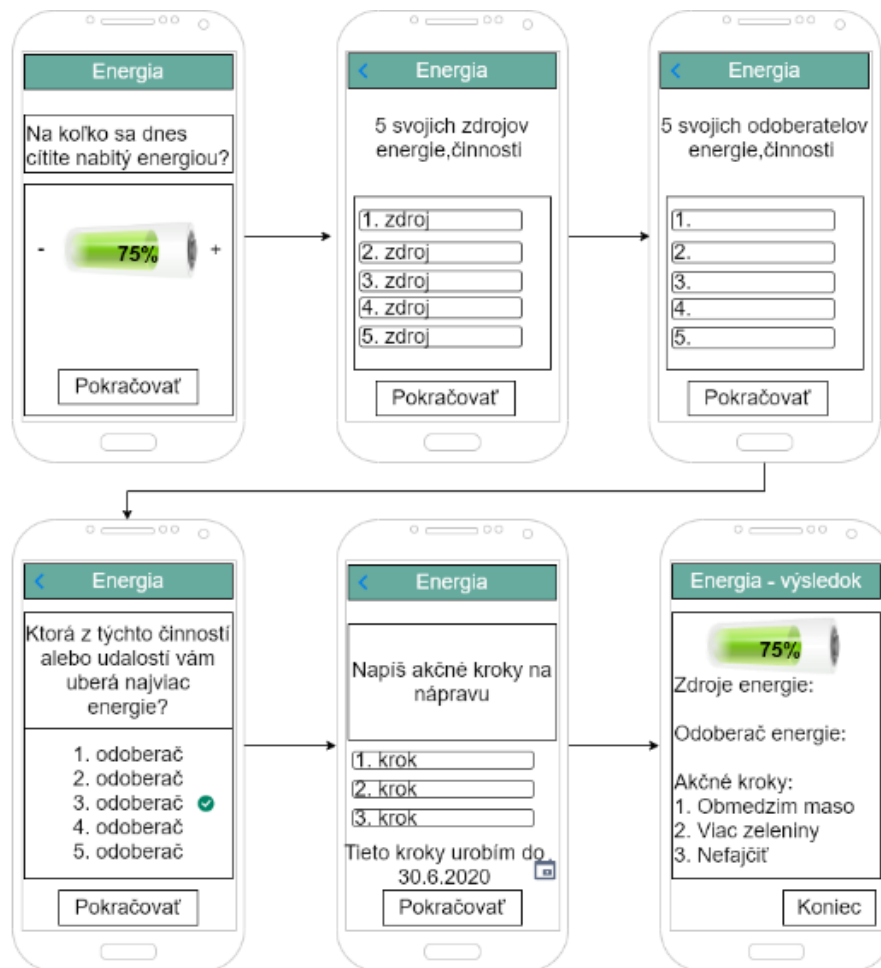 Energia
Na koľko sa dnes
cítite nabitý energiou?
-
75%
+
Pokračovať
Energia
5 svojich zdrojov
energie,činnosti
1. zdroj
2. zdroj
3. zdroj
4. zdroj
5. zdroj
Pokračovať
Energia
5 svojich odoberatelov
energie,činnosti
1.
2.
3.
4.
5.
Pokračovať
Energia
Ktorá z týchto činností
alebo udalostí vám
uberá najviac
energie?
1. odoberač
2. odoberač
3. odoberač
4. odoberač
5. odoberač
Pokračovať
Energia
Napíš akčné kroky na
nápravu
1. krok
2. krok
3. krok
Tieto kroky urobím do
30.6.2020
Pokračovať
Energia - výsledok
75%
Zdroje energie:
Odoberač energie:
Akčné kroky:
1. Obmedzim maso
2. Viac zeleniny
3. Nefajčiť
Koniec